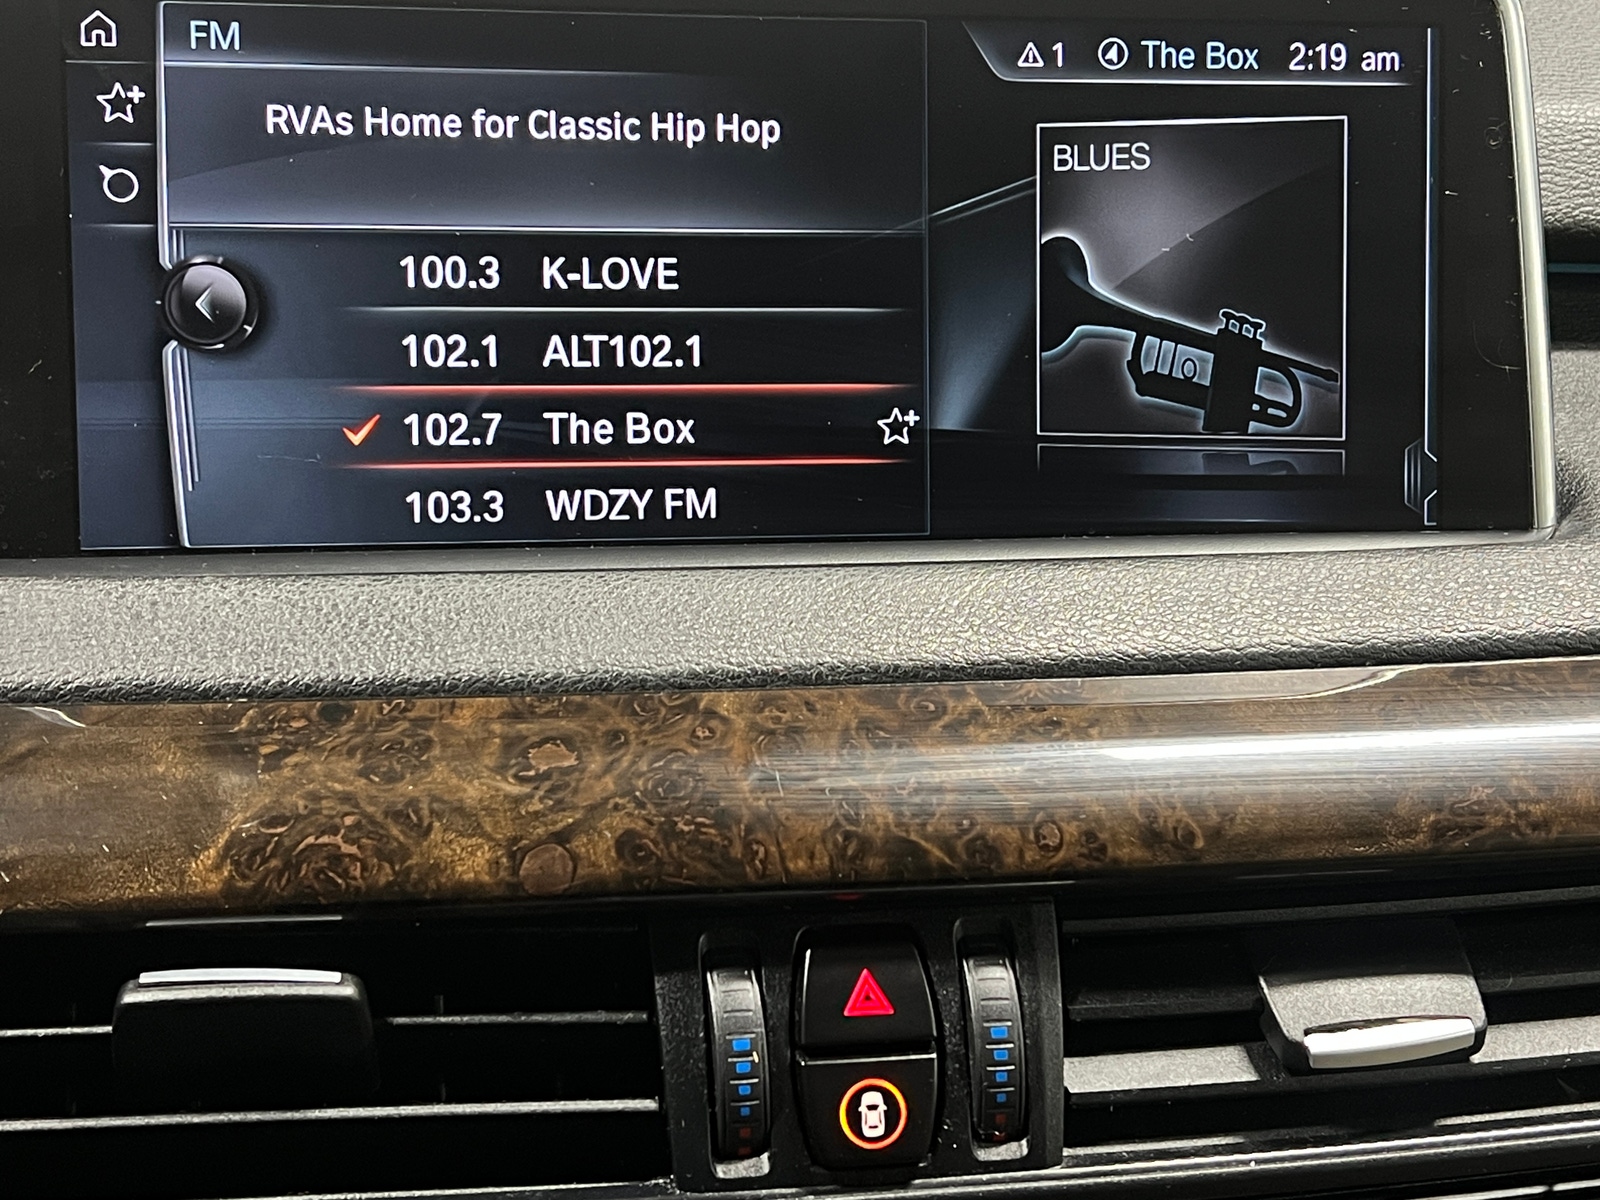 FM
1 The Box 2:19 am
RVAs Home for Classic Hip Hop
BLUES
100.3 K-LOVE
102.1 ALT102.1
102.7 The Box
103.3 WDZY FM